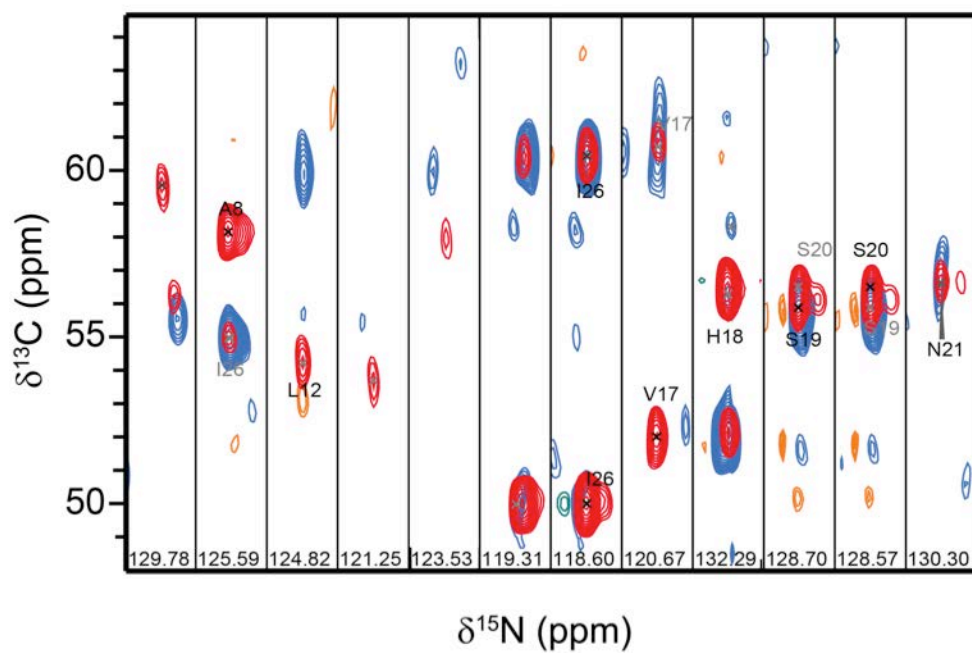 60
55
50
δ¹³C (ppm)
A8
I26
L12
I26
I26
V17
V17
H18
S20
S19
S20
9
N21
129.78 125.59 124.82 121.25 123.53 119.31 118.60 120.67 132.29 128.70 128.57 130.30
δ¹⁵N (ppm)